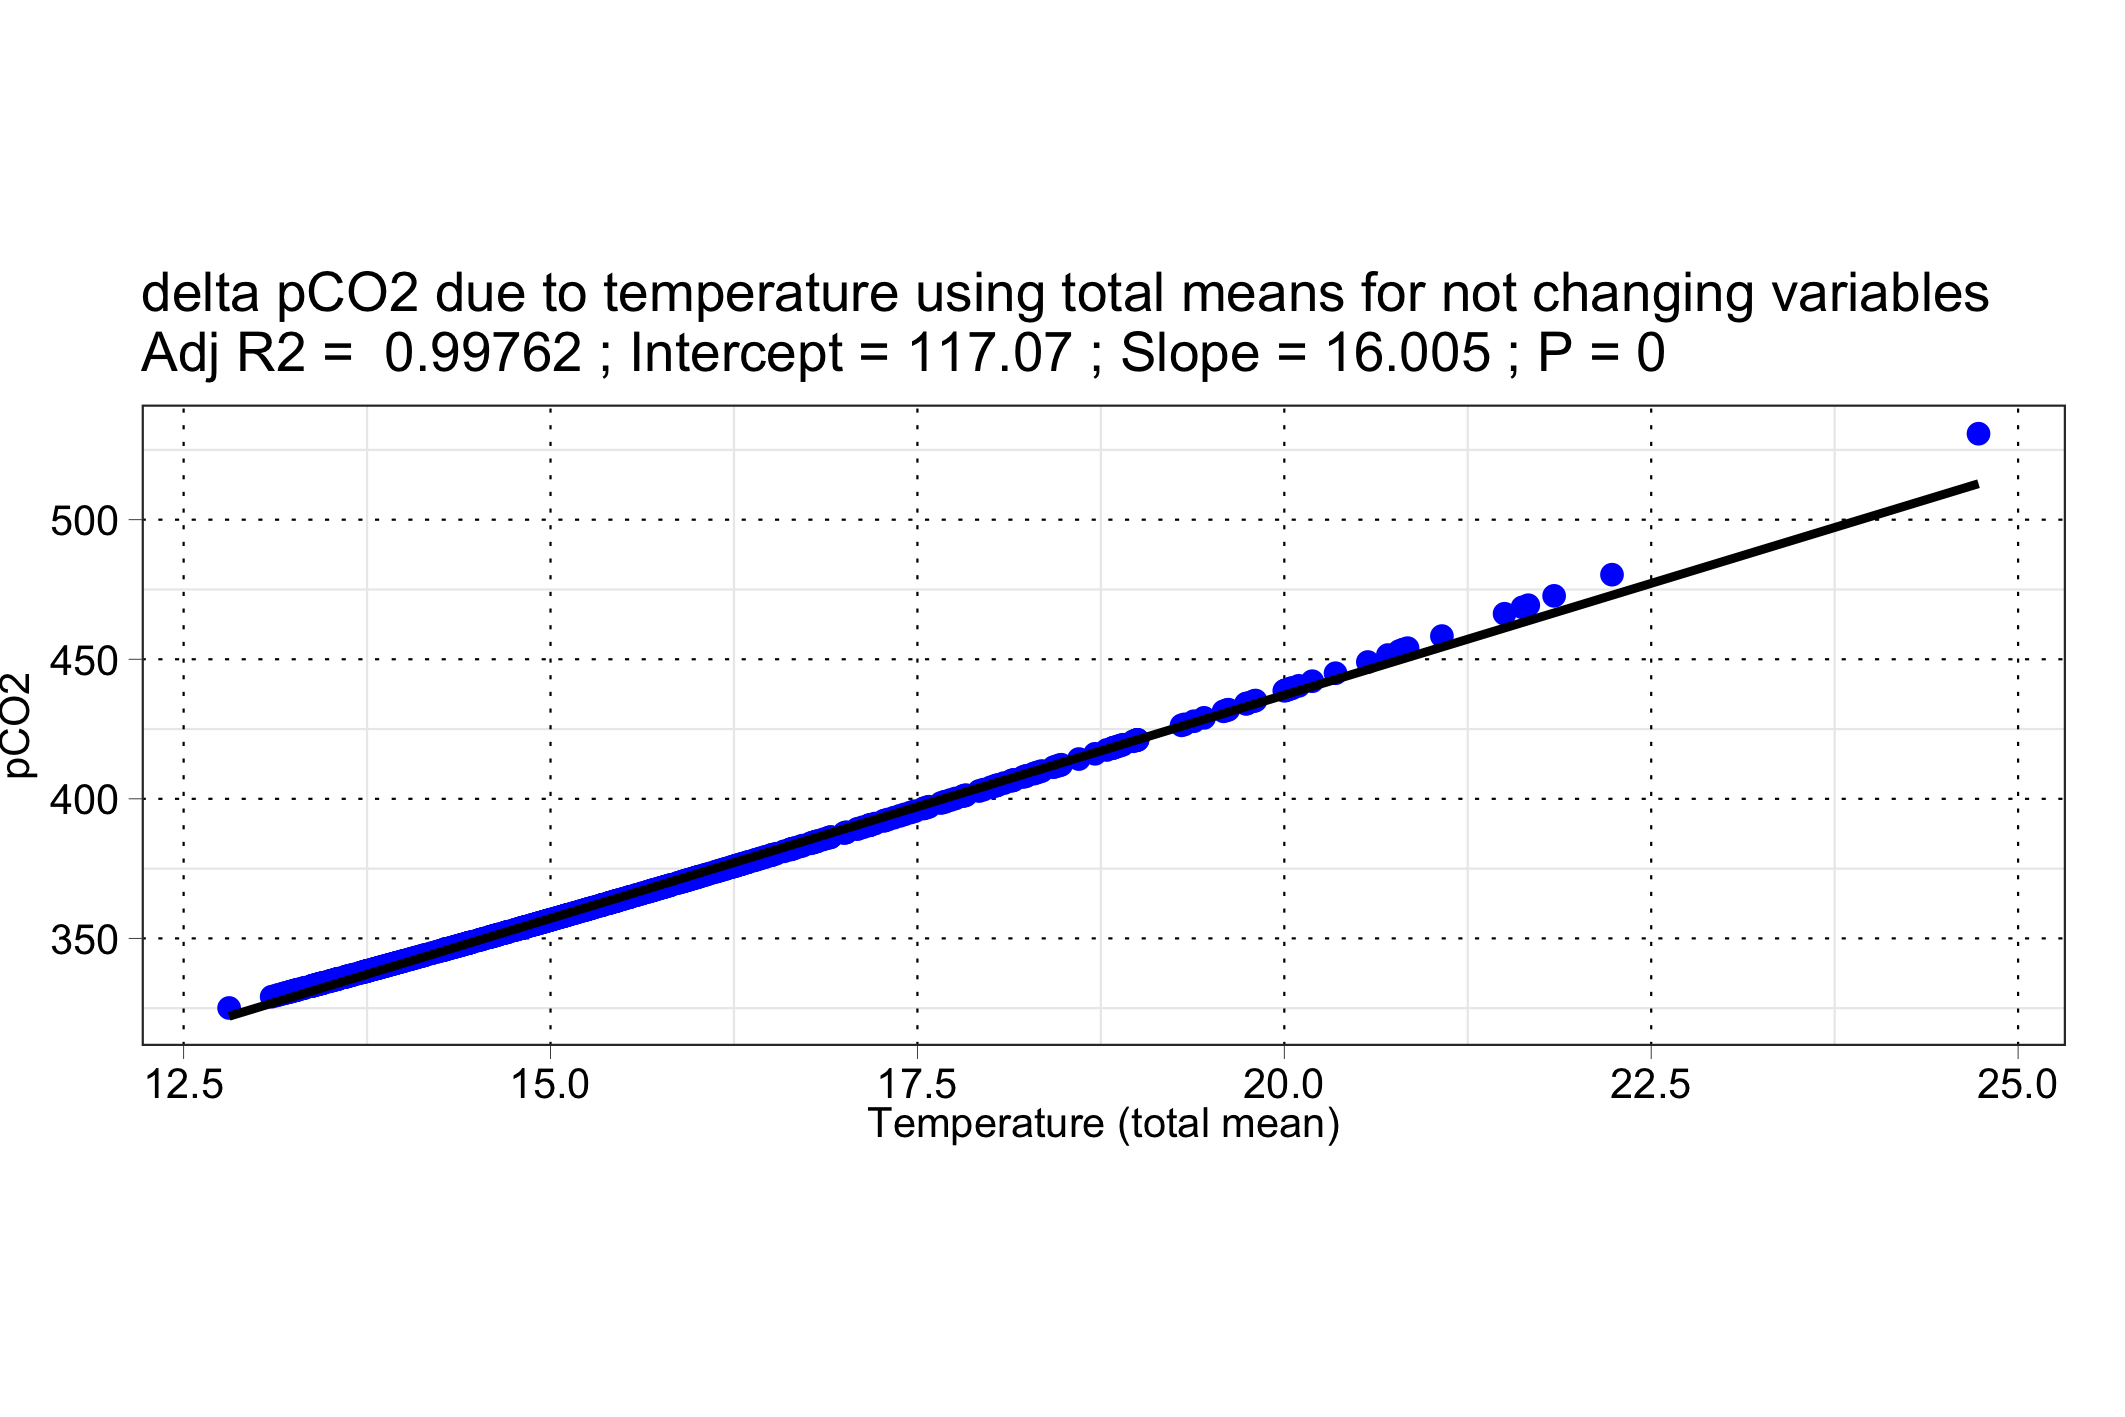 delta pCO2 due to temperature using total means for not changing variables
Adj R2 =  0.99762 ; Intercept = 117.07 ; Slope = 16.005 ; P = 0
pCO2
500
450
400
350
12.5 15.0 17.5 20.0 22.5 25.0
Temperature (total mean)